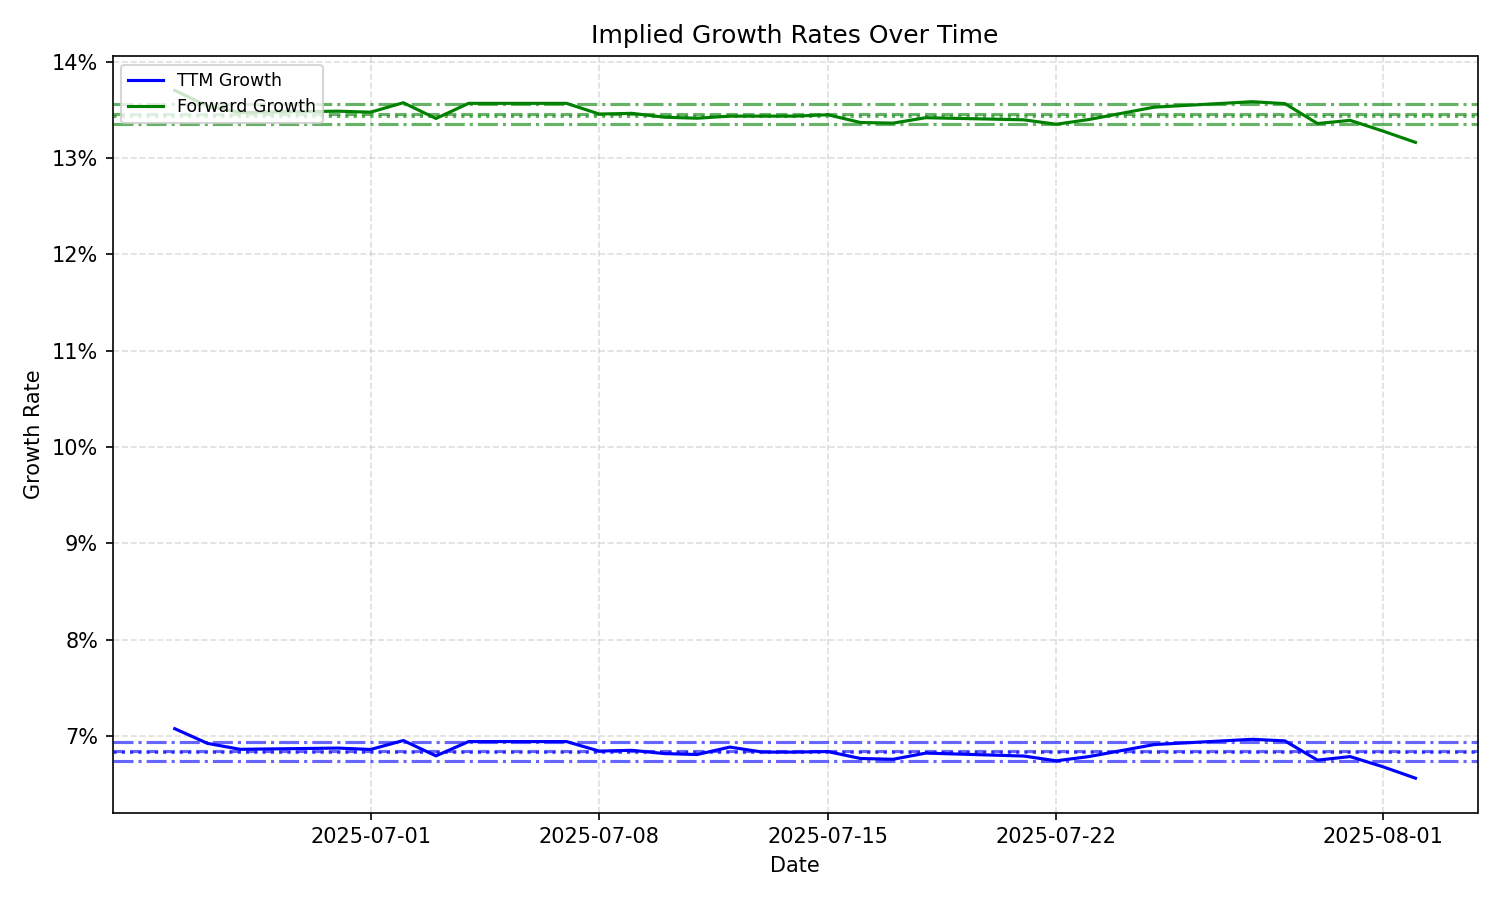 Implied Growth Rates Over Time
TTM Growth
Forward Growth
14%
13%
12%
11%
10%
9%
8%
7%
Growth Rate
2025-07-01
2025-07-08
2025-07-15
2025-07-22
2025-08-01
Date